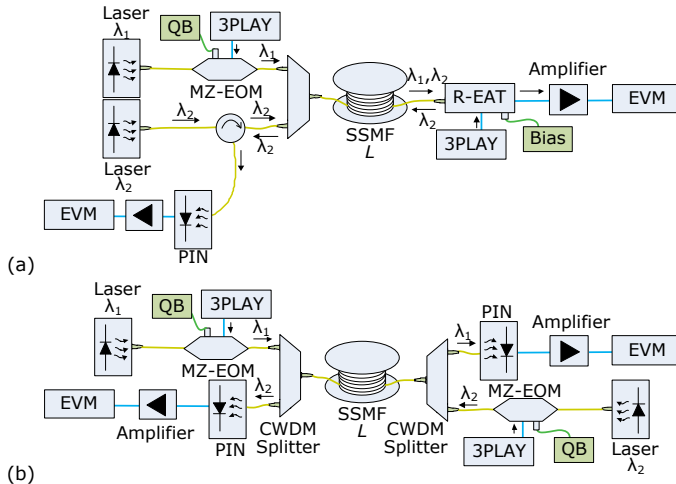 Laser
λ1
QB
3PLAY
λ1
MZ-EOM
λ2
λ2
λ2
Laser
λ2
EVM
PIN
SSMF
L
λ1,λ2
λ2
R-EAT
3PLAY
Bias
Amplifier
EVM
(a)
Laser
λ1
QB
3PLAY
λ1
MZ-EOM
EVM
Amplifier
PIN
λ2
CWDM
Splitter
SSMF
L
CWDM
Splitter
λ1
PIN
Amplifier
EVM
λ2
MZ-EOM
3PLAY
QB
Laser
λ2
(b)